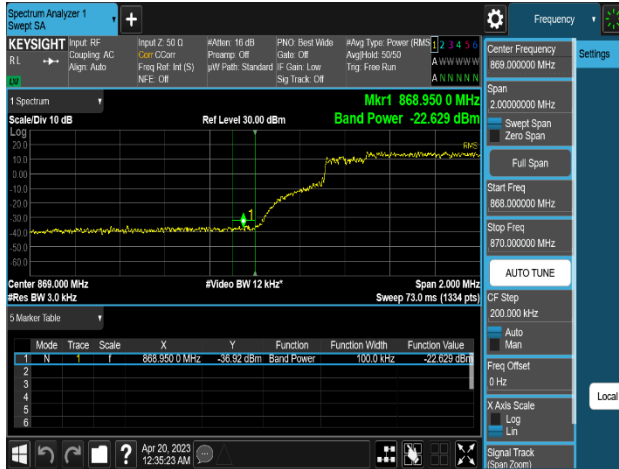 Spectrum Analyzer 1
Swept SA
+
Frequency
KEYSIGHT
RL
Input: RF
Coupling: AC
Align: Auto
Input Z: 50 Ω
Corr CCorr
Freq Ref: Int (S)
NFE: Off
#Atten: 16 dB
Preamp: Off
µW Path: Standard
PNO: Best Wide
Gate: Off
IF Gain: Low
Sig Track: Off
#Avg Type: Power (RMS
Avg|Hold: 50/50
Trig: Free Run
1 2 3 4 5 6
A W W W W W
A N N N N N
1 Spectrum
Scale/Div 10 dB
Ref Level 30.00 dBm
Mkr1 868.950 0 MHz
Band Power -22.629 dBm
Log
20.0
10.0
0.00
-10.0
-20.0
-30.0
-40.0
-50.0
-60.0
RMS
1
Center 869.000 MHz
#Res BW 3.0 kHz
#Video BW 12 kHz*
Span 2.000 MHz
Sweep 73.0 ms (1334 pts)
5 Marker Table
Mode Trace Scale X Y Function Function Width Function Value
1 N 1 f 868.950 0 MHz -36.92 dBm Band Power 100.0 kHz -22.629 dBm
2
3
4
5
6
Apr 20, 2023
12:35:23 AM
Center Frequency
869.000000 MHz
Settings
Span
2.00000000 MHz
Swept Span
Zero Span
Full Span
Start Freq
868.000000 MHz
Stop Freq
870.000000 MHz
AUTO TUNE
CF Step
200.000 kHz
Auto
Man
Freq Offset
0 Hz
X Axis Scale
Log
Lin
Local
Signal Track
(Span Zoom)